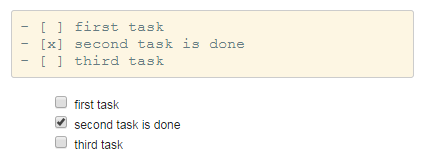 - [ ] first task
- [x] second task is done
- [ ] third task
first task
second task is done
third task